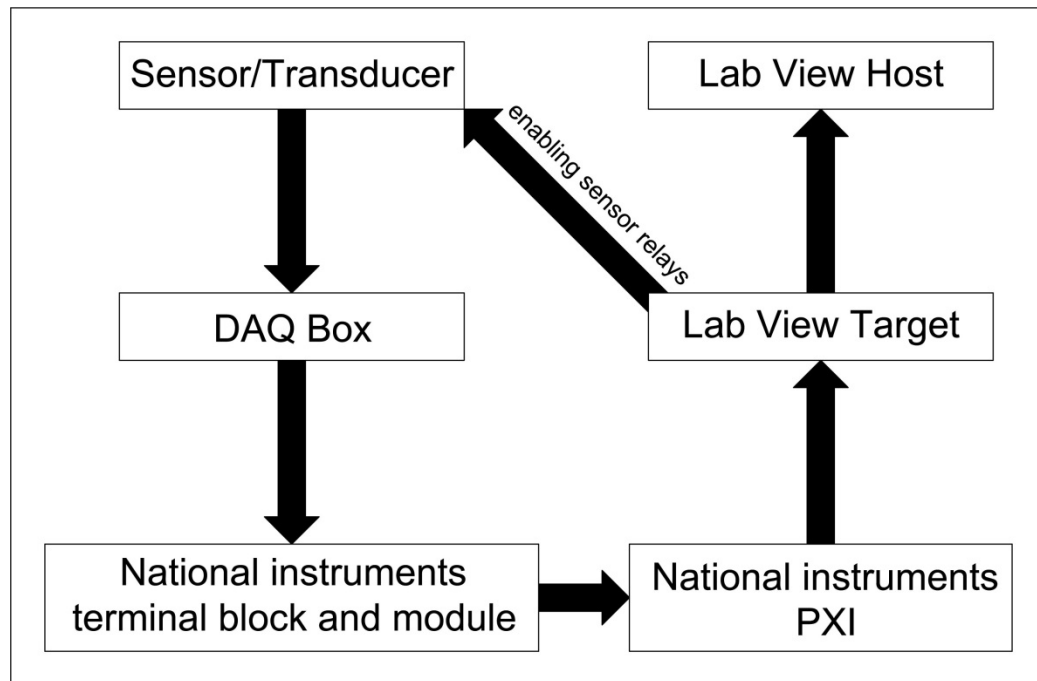 Sensor/Transducer
Lab View Host
enabling sensor relays
DAQ Box
Lab View Target
National instruments
terminal block and module
National instruments
PXI